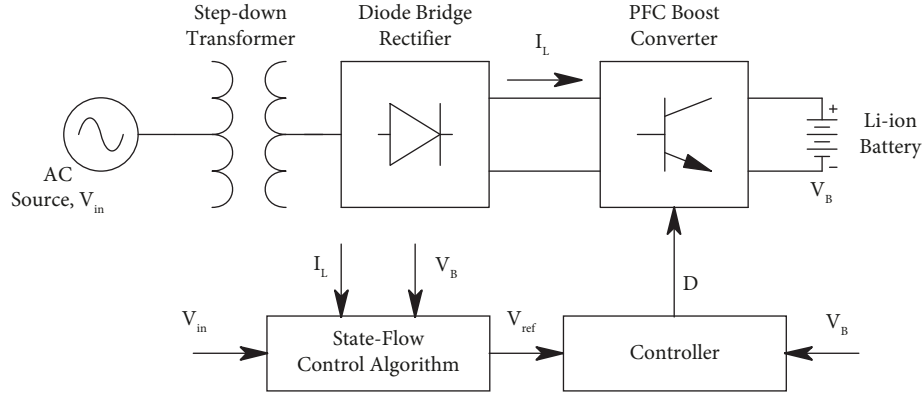 Step-down
Transformer
Diode Bridge
Rectifier
PFC Boost
Converter
I_L
+
Li-ion
Battery
−
V_B
AC
Source, V_in
I_L
V_B
D
V_in
State-Flow
Control Algorithm
V_ref
Controller
V_B